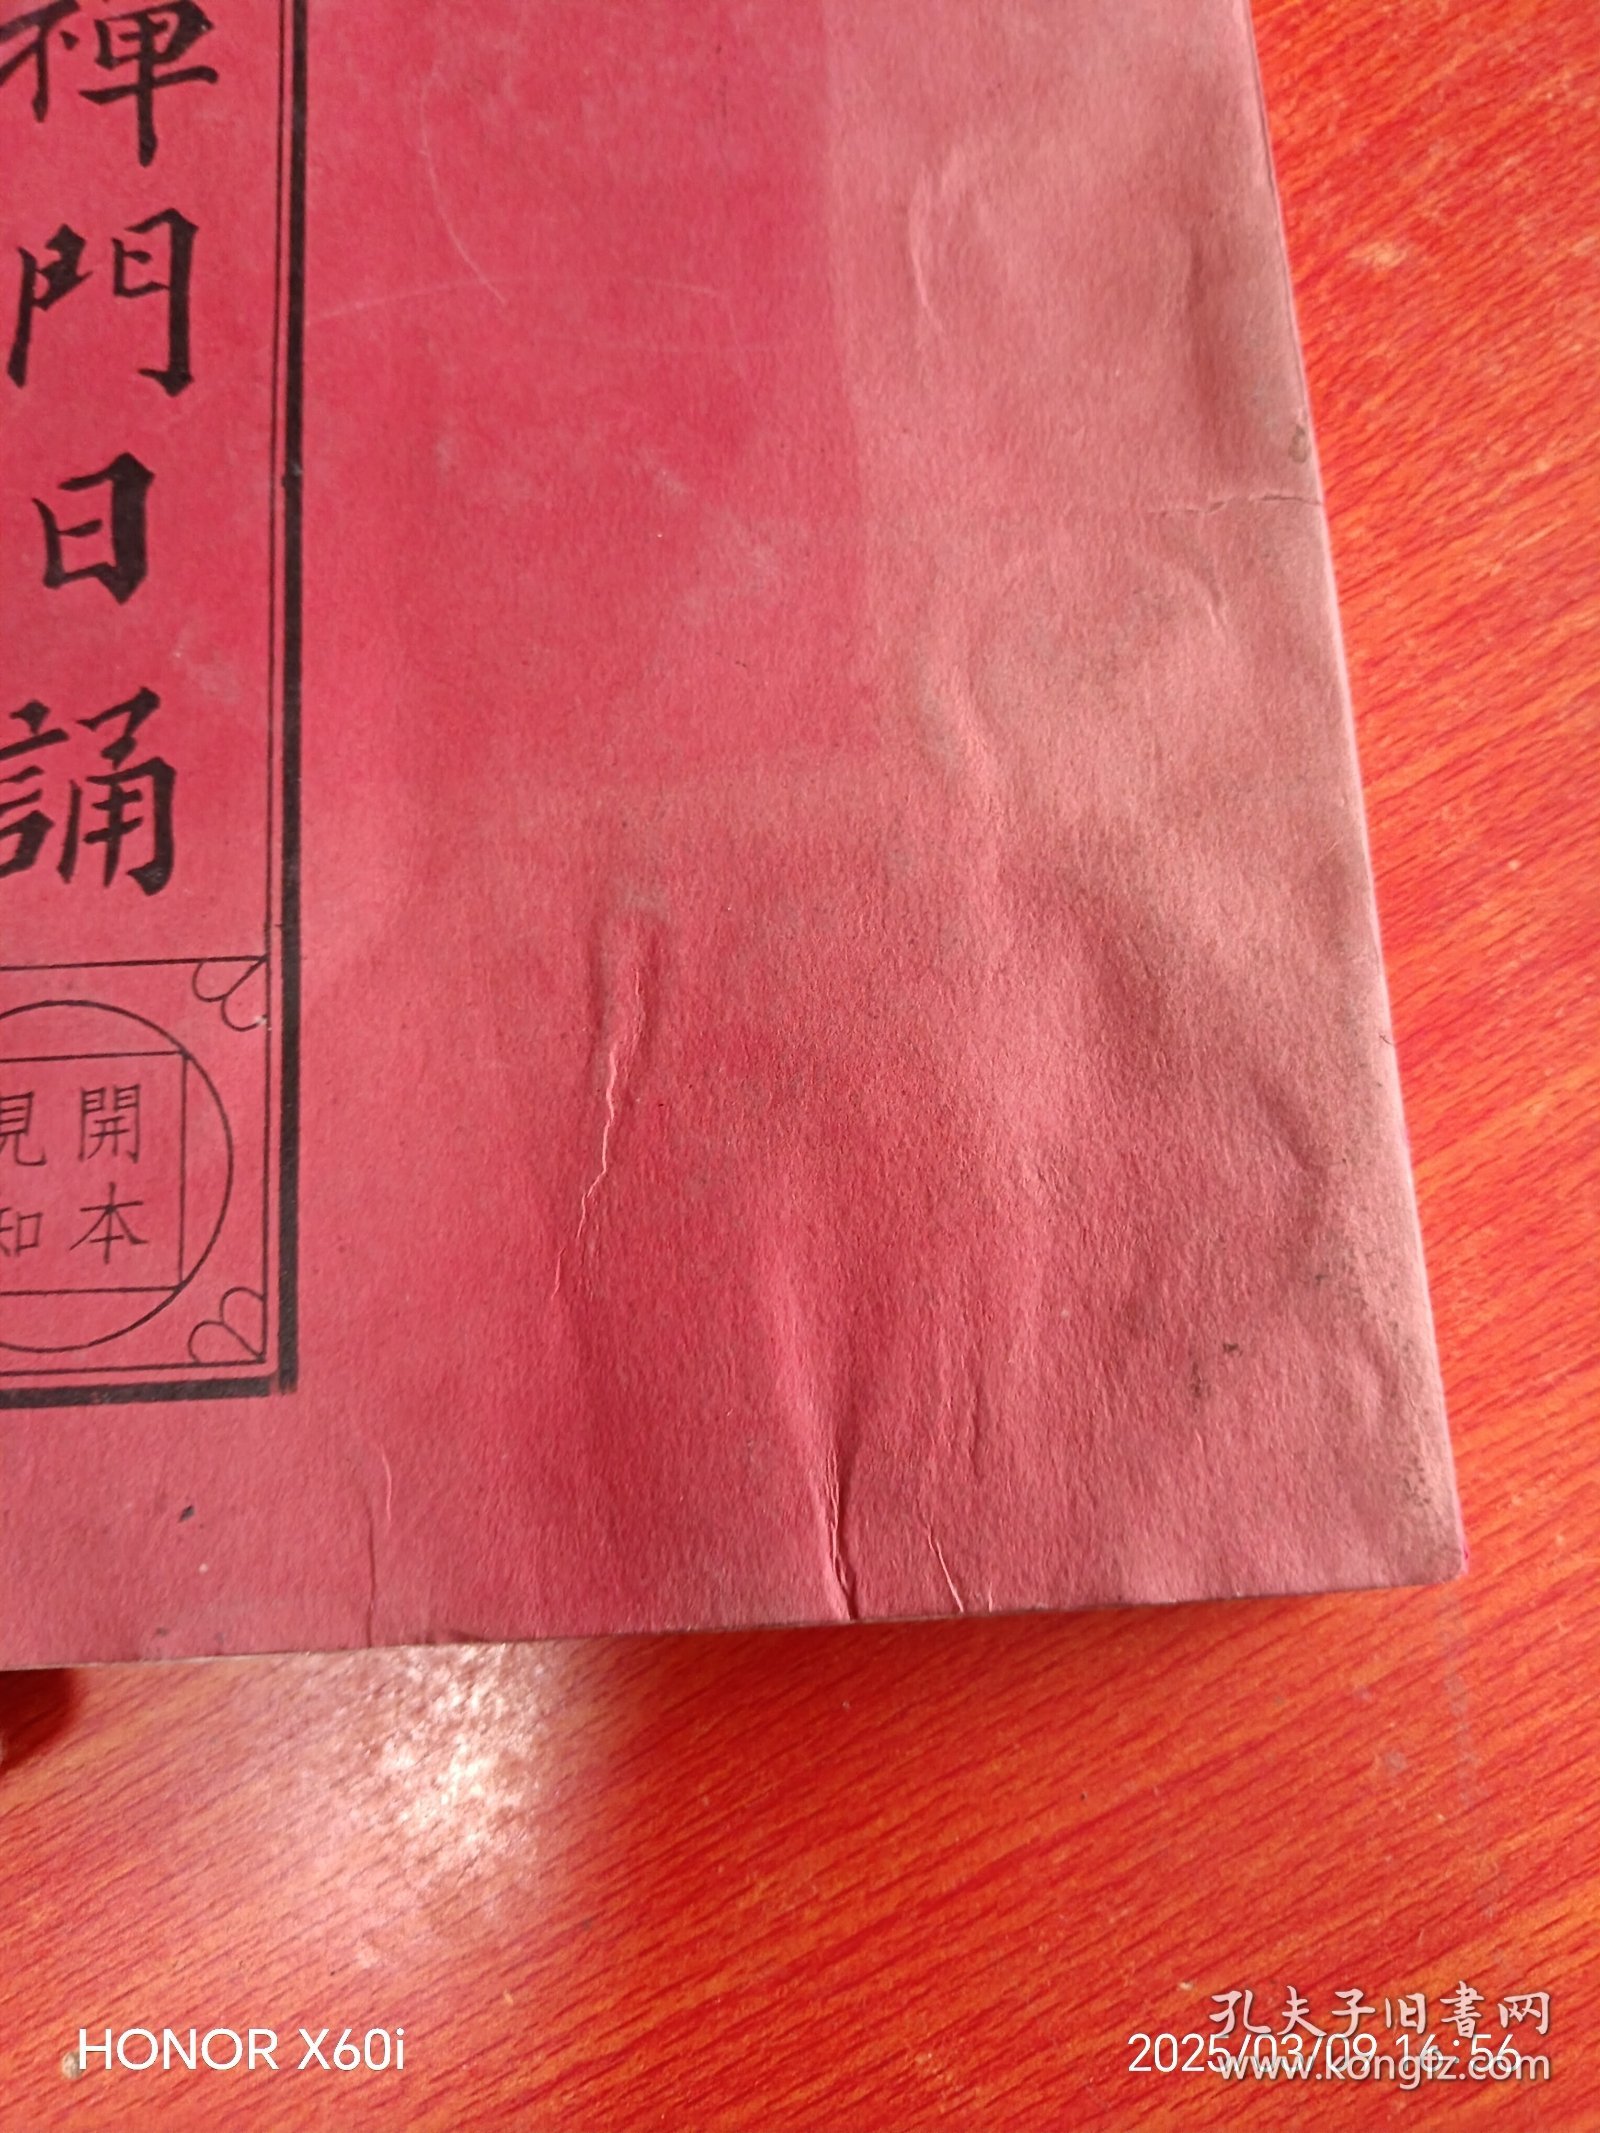 禪門日誦
開本
見知
HONOR X60i
2025/03/09 16:56
孔夫子旧書网
www.kongfz.com